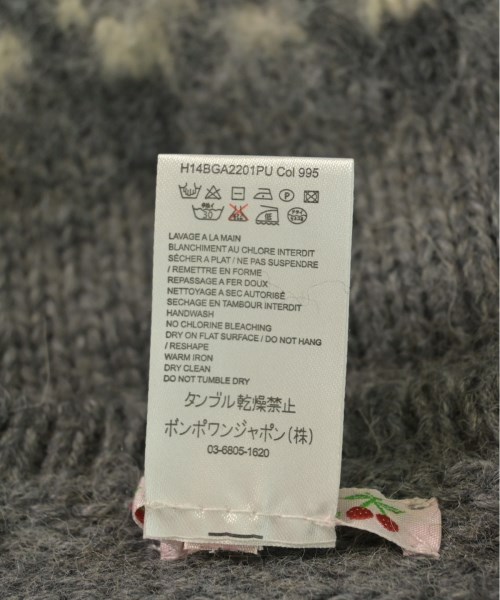 H14BGA2201PU Col 995
LAVAGE A LA MAIN
BLANCHIMENT AU CHLORE INTERDIT
SÉCHER A PLAT / NE PAS SUSPENDRE
/ REMETTRE EN FORME
REPASSAGE A FER DOUX
NETTOYAGE A SEC AUTORISÉ
SECHAGE EN TAMBOUR INTERDIT
HANDWASH
NO CHLORINE BLEACHING
DRY ON FLAT SURFACE / DO NOT HANG
/ RESHAPE
WARM IRON
DRY CLEAN
DO NOT TUMBLE DRY
タンブル乾燥禁止
ボンポワンジャポン(株)
03-6805-1620